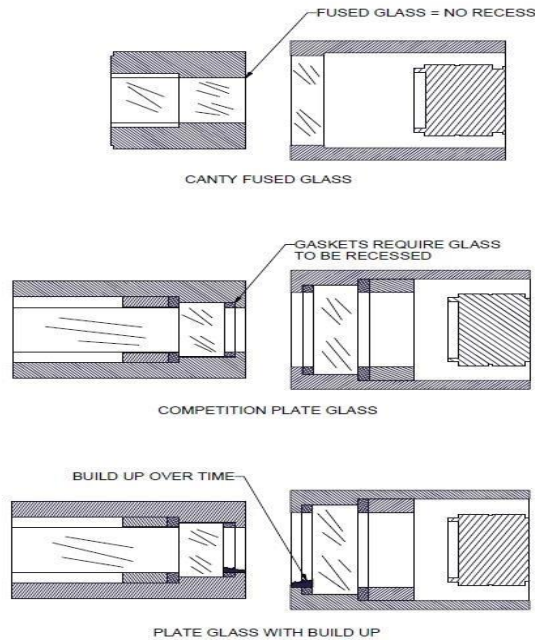 FUSED GLASS = NO RECESS
CANTY FUSED GLASS
GASKETS REQUIRE GLASS
TO BE RECESSED
COMPETITION PLATE GLASS
BUILD UP OVER TIME
PLATE GLASS WITH BUILD UP